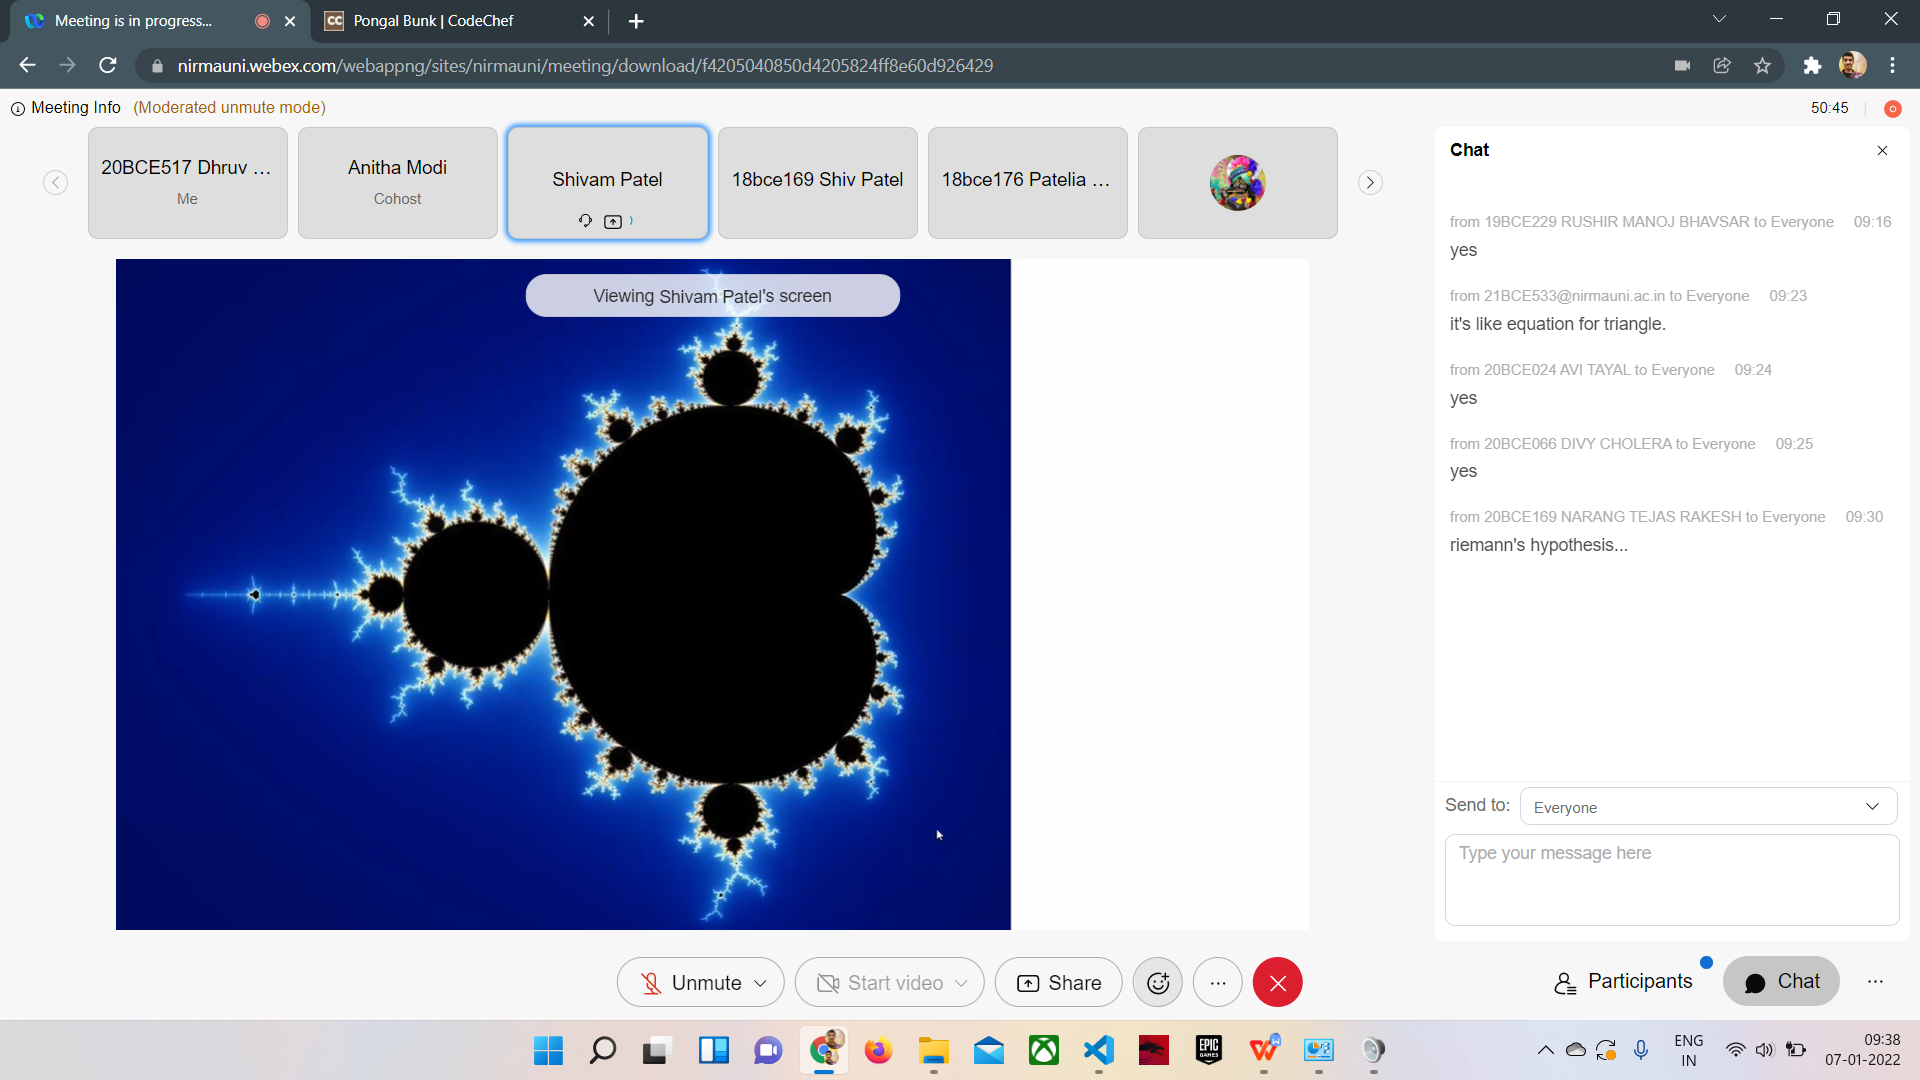 Meeting is in progress...
CC Pongal Bunk | CodeChef
nirmauni.webex.com/webappng/sites/nirmauni/meeting/download/f4205040850d4205824ff8e60d926429
Meeting Info (Moderated unmute mode)
50:45
20BCE517 Dhruv ...
Me
Anitha Modi
Cohost
Shivam Patel
18bce169 Shiv Patel
18bce176 Patelia ...
Viewing Shivam Patel's screen
Chat
from 19BCE229 RUSHIR MANOJ BHAVSAR to Everyone 09:16
yes
from 21BCE533@nirmauni.ac.in to Everyone 09:23
it's like equation for triangle.
from 20BCE024 AVI TAYAL to Everyone 09:24
yes
from 20BCE066 DIVY CHOLERA to Everyone 09:25
yes
from 20BCE169 NARANG TEJAS RAKESH to Everyone 09:30
riemann's hypothesis...
Send to: Everyone
Type your message here
Unmute
Start video
Share
Participants
Chat
EPIC
GAMES
ENG
IN
09:38
07-01-2022